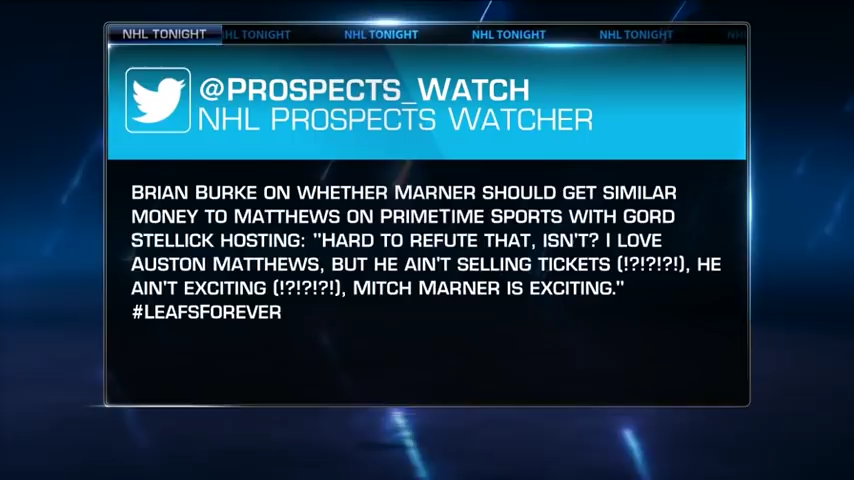 NHL TONIGHT NHL TONIGHT NHL TONIGHT NHL TONIGHT NHL TONIGHT
@PROSPECTS_WATCH
NHL PROSPECTS WATCHER
BRIAN BURKE ON WHETHER MARNER SHOULD GET SIMILAR
MONEY TO MATTHEWS ON PRIMETIME SPORTS WITH GORD
STELLICK HOSTING: "HARD TO REFUTE THAT, ISN'T? I LOVE
AUSTON MATTHEWS, BUT HE AIN'T SELLING TICKETS (!?!?!?!), HE
AIN'T EXCITING (!?!?!?!), MITCH MARNER IS EXCITING."
#LEAFSFOREVER